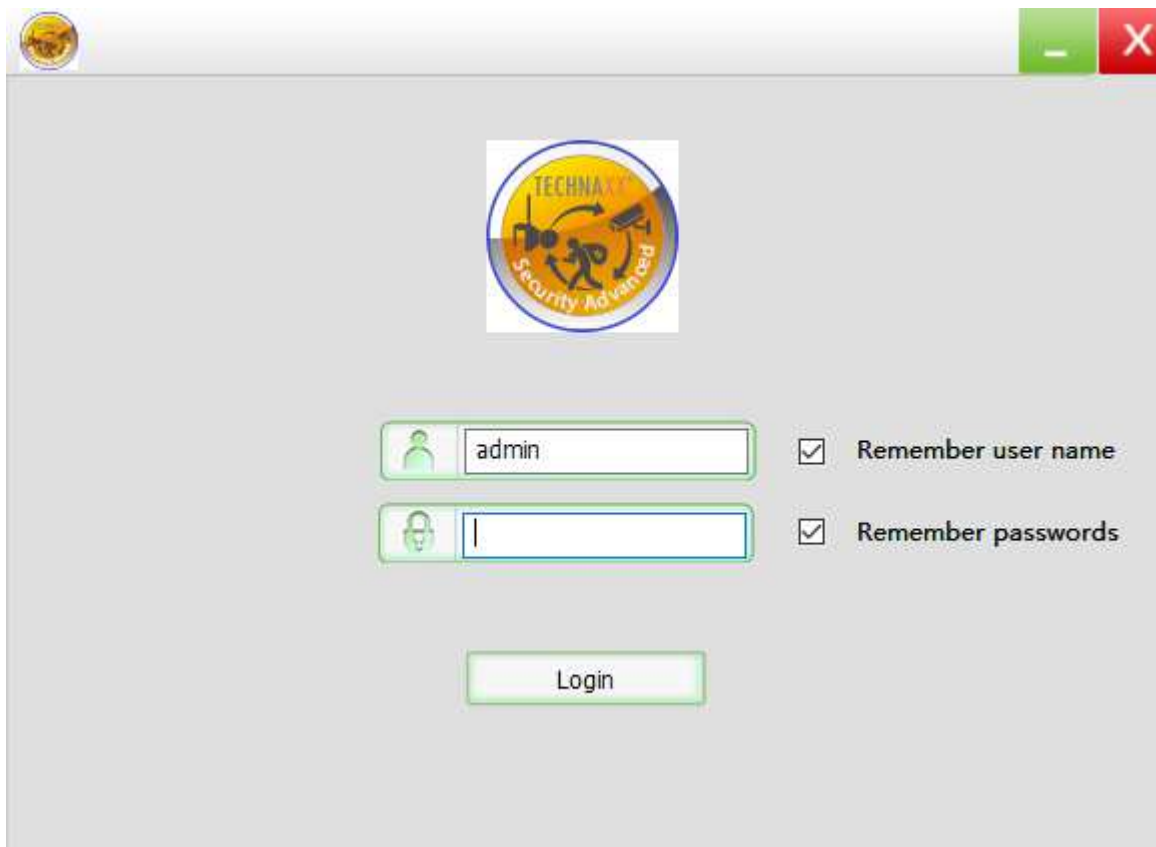 TECHNAXX
Security Advanced
admin
Remember user name
Remember passwords
Login